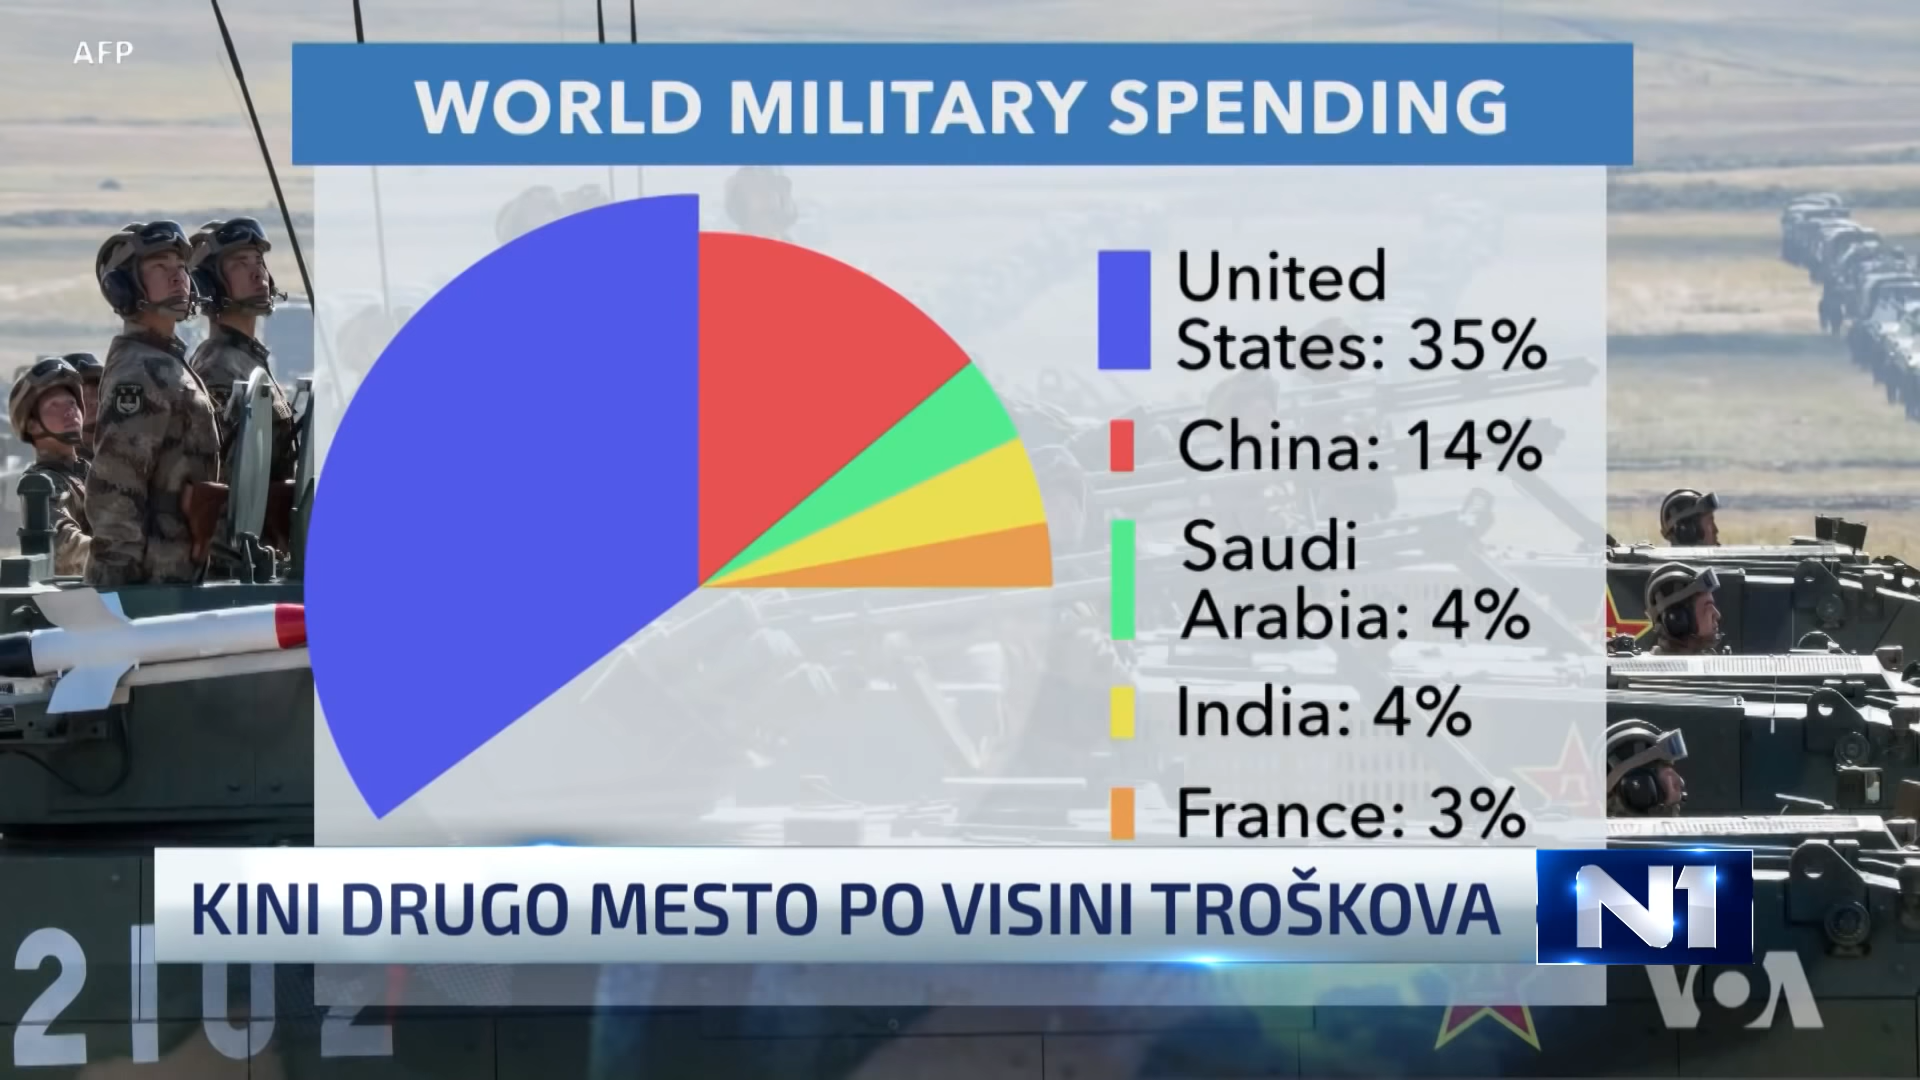 AFP
WORLD MILITARY SPENDING
United
States: 35%
China: 14%
Saudi
Arabia: 4%
India: 4%
France: 3%
KINI DRUGO MESTO PO VISINI TROŠKOVA
N1
2102
VOA